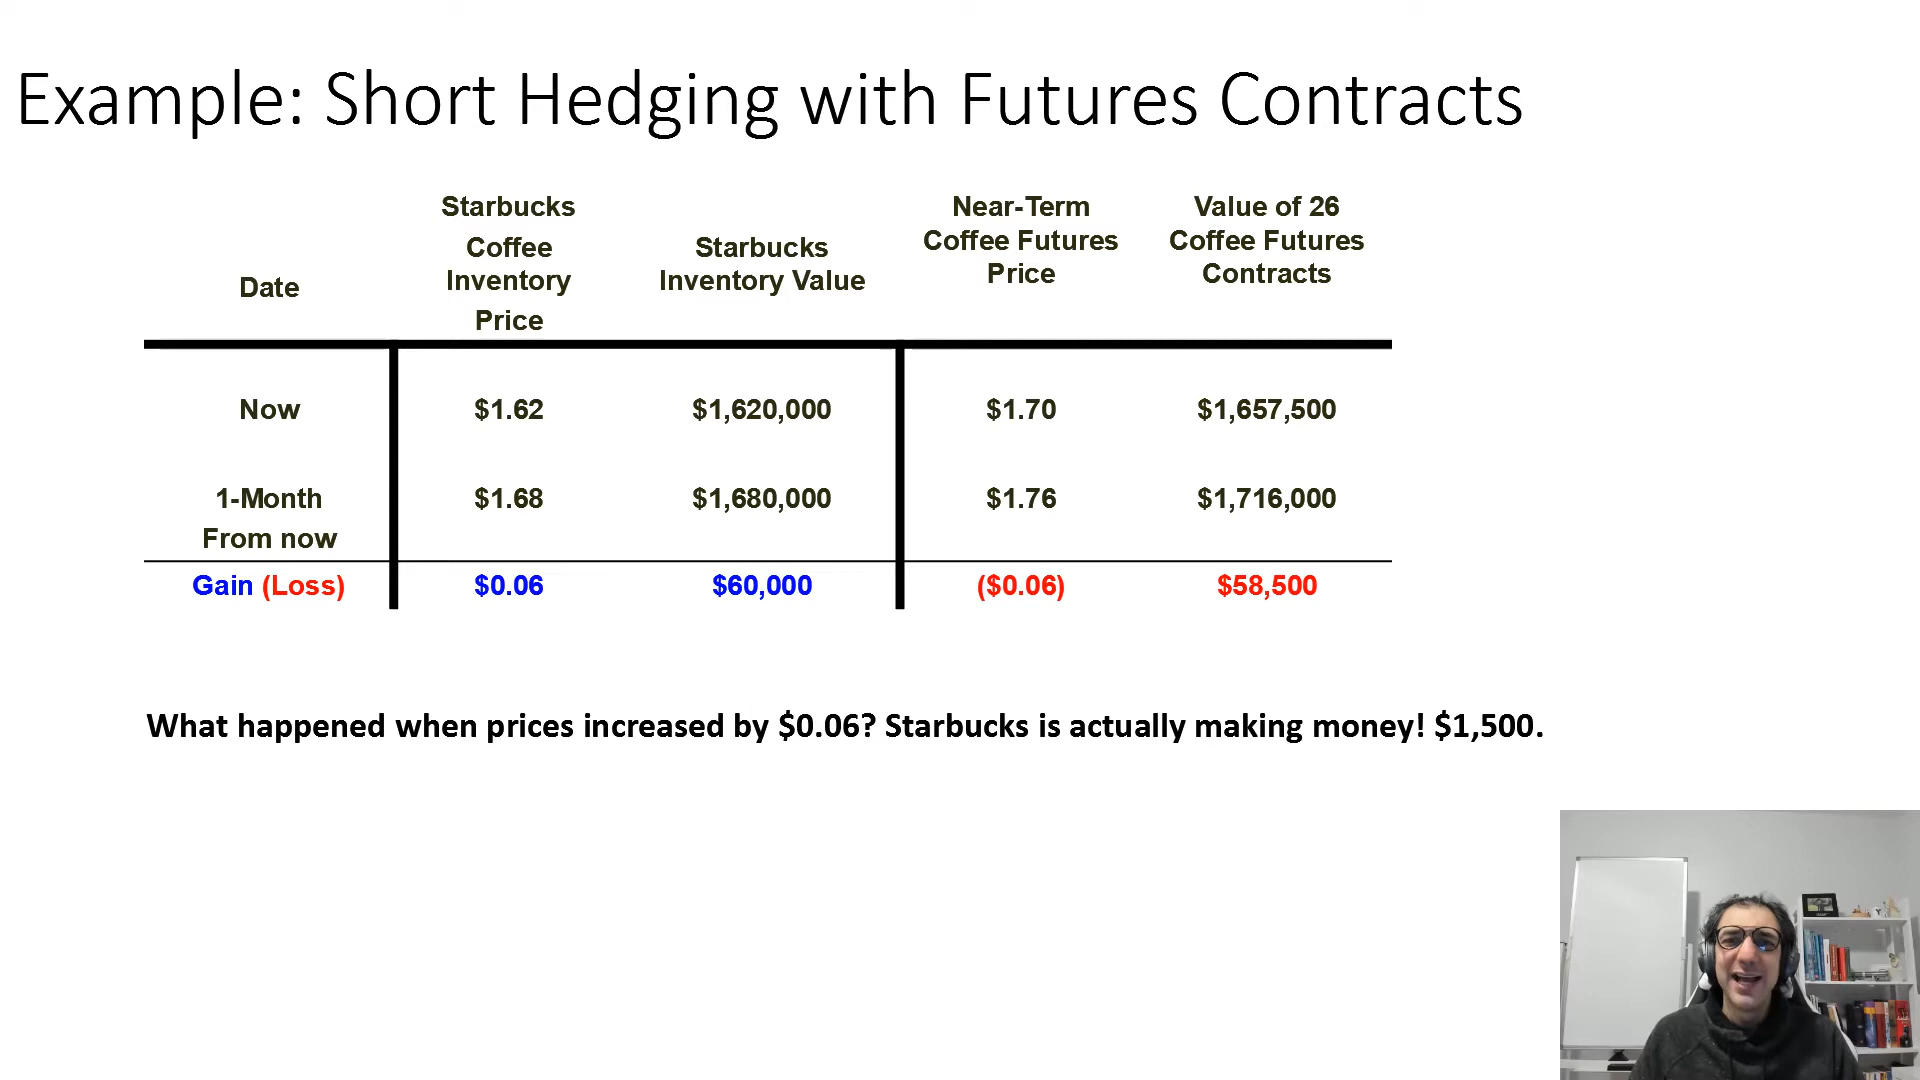 Example: Short Hedging with Futures Contracts
Date
Starbucks
Coffee
Inventory
Price
Starbucks
Inventory Value
Near-Term
Coffee Futures
Price
Value of 26
Coffee Futures
Contracts
Now $1.62 $1,620,000 $1.70 $1,657,500
1-Month
From now
$1.68 $1,680,000 $1.76 $1,716,000
Gain (Loss) $0.06 $60,000 ($0.06) $58,500
What happened when prices increased by $0.06? Starbucks is actually making money! $1,500.